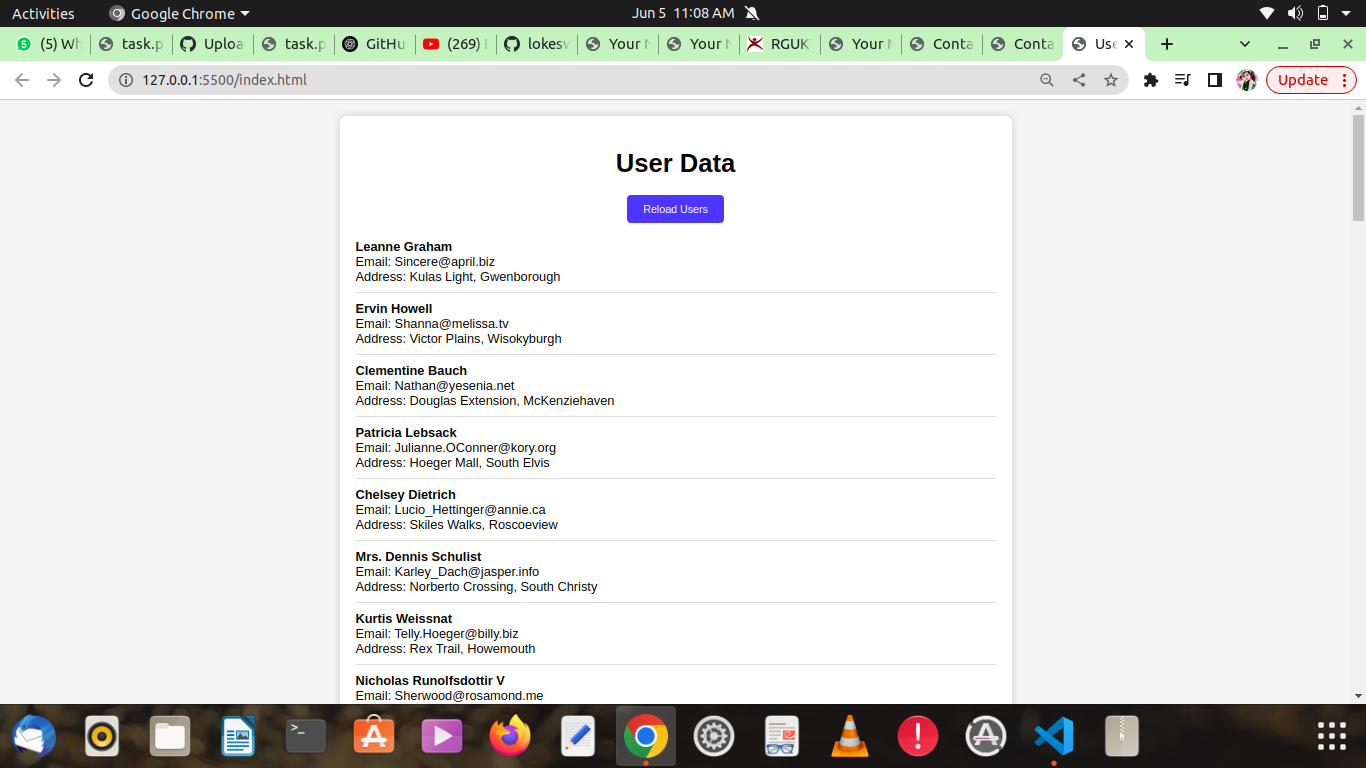 Activities
Google Chrome
Jun 5 11:08 AM
(5) Wh
task.p
Uploa
task.p
GitHu
(269)
lokesw
Your N
Your N
RGUK
Your N
Conta
Conta
Use
127.0.0.1:5500/index.html
Update
User Data
Reload Users
Leanne Graham
Email: Sincere@april.biz
Address: Kulas Light, Gwenborough
Ervin Howell
Email: Shanna@melissa.tv
Address: Victor Plains, Wisokyburgh
Clementine Bauch
Email: Nathan@yesenia.net
Address: Douglas Extension, McKenziehaven
Patricia Lebsack
Email: Julianne.OConner@kory.org
Address: Hoeger Mall, South Elvis
Chelsey Dietrich
Email: Lucio_Hettinger@annie.ca
Address: Skiles Walks, Roscoeview
Mrs. Dennis Schulist
Email: Karley_Dach@jasper.info
Address: Norberto Crossing, South Christy
Kurtis Weissnat
Email: Telly.Hoeger@billy.biz
Address: Rex Trail, Howemouth
Nicholas Runolfsdottir V
Email: Sherwood@rosamond.me